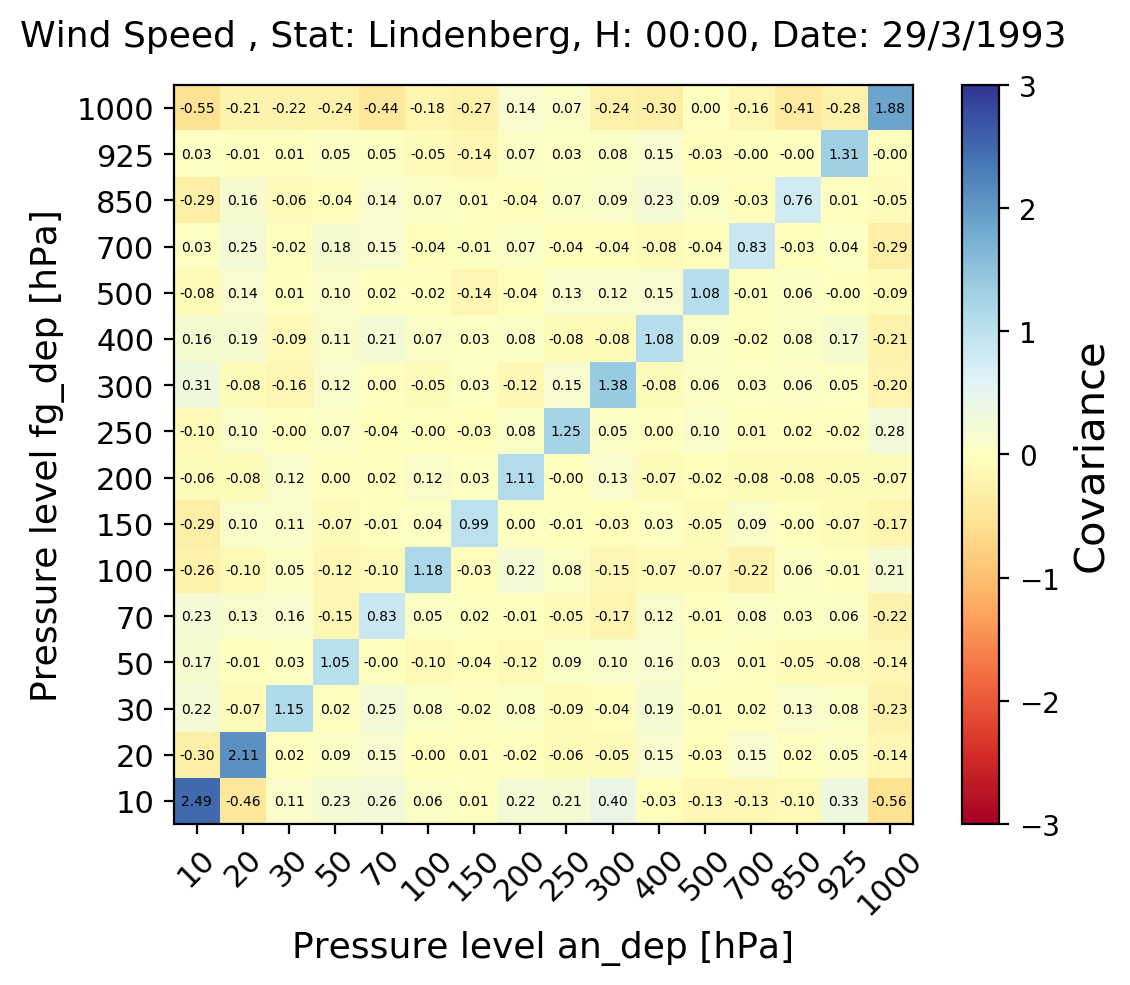 Wind Speed , Stat: Lindenberg, H: 00:00, Date: 29/3/1993
1000 -0.55 -0.21 -0.22 -0.24 -0.44 -0.18 -0.27 0.14 0.07 -0.24 -0.30 0.00 -0.16 -0.41 -0.28 1.88
925 0.03 -0.01 0.01 0.05 0.05 -0.05 -0.14 0.07 0.03 0.08 0.15 -0.03 -0.00 -0.00 1.31 -0.00
850 -0.29 0.16 -0.06 -0.04 0.14 0.07 0.01 -0.04 0.07 0.09 0.23 0.09 -0.03 0.76 0.01 -0.05
700 0.03 0.25 -0.02 0.18 0.15 -0.04 -0.01 0.07 -0.04 -0.04 -0.08 -0.04 0.83 -0.03 0.04 -0.29
500 -0.08 0.14 0.01 0.10 0.02 -0.02 -0.14 -0.04 0.13 0.12 0.15 1.08 -0.01 0.06 -0.00 -0.09
400 0.16 0.19 -0.09 0.11 0.21 0.07 0.03 0.08 -0.08 -0.08 1.08 0.09 -0.02 0.08 0.17 -0.21
300 0.31 -0.08 -0.16 0.12 0.00 -0.05 0.03 -0.12 0.15 1.38 -0.08 0.06 0.03 0.06 0.05 -0.20
250 -0.10 0.10 -0.00 0.07 -0.04 -0.00 -0.03 0.08 1.25 0.05 0.00 0.10 0.01 0.02 -0.02 0.28
200 -0.06 -0.08 0.12 0.00 0.02 0.12 0.03 1.11 -0.00 0.13 -0.07 -0.02 -0.08 -0.08 -0.05 -0.07
150 -0.29 0.10 0.11 -0.07 -0.01 0.04 0.99 0.00 -0.01 -0.03 0.03 -0.05 0.09 -0.00 -0.07 -0.17
100 -0.26 -0.10 0.05 -0.12 -0.10 1.18 -0.03 0.22 0.08 -0.15 -0.07 -0.07 -0.22 0.06 -0.01 0.21
70 0.23 0.13 0.16 -0.15 0.83 0.05 0.02 -0.01 -0.05 -0.17 0.12 -0.01 0.08 0.03 0.06 -0.22
50 0.17 -0.01 0.03 1.05 -0.00 -0.10 -0.04 -0.12 0.09 0.10 0.16 0.03 0.01 -0.05 -0.08 -0.14
30 0.22 -0.07 1.15 0.02 0.25 0.08 -0.02 0.08 -0.09 -0.04 0.19 -0.01 0.02 0.13 0.08 -0.23
20 -0.30 2.11 0.02 0.09 0.15 -0.00 0.01 -0.02 -0.06 -0.05 0.15 -0.03 0.15 0.02 0.05 -0.14
10 2.49 -0.46 0.11 0.23 0.26 0.06 0.01 0.22 0.21 0.40 -0.03 -0.13 -0.13 -0.10 0.33 -0.56
10 20 30 50 70 100 150 200 250 300 400 500 700 850 925 1000
Pressure level an_dep [hPa]
Pressure level fg_dep [hPa]
3
2
1
0
−1
−2
−3
Covariance